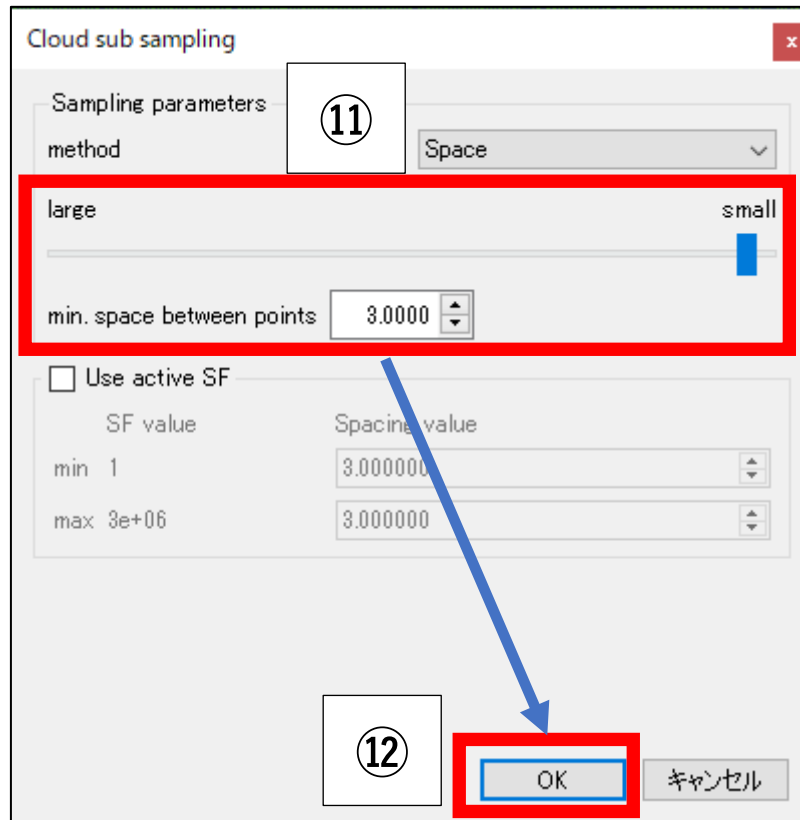 Cloud sub sampling
x
Sampling parameters
⑪
method
Space
large
small
min. space between points
3.0000
Use active SF
SF value
Spacing value
min 1
3.000000
max 3e+06
3.000000
⑫
OK
キャンセル